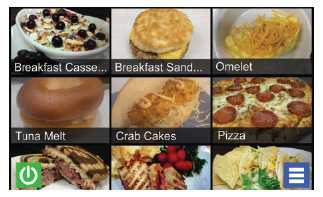 Breakfast Casse...
Breakfast Sand...
Omelet
Tuna Melt
Crab Cakes
Pizza